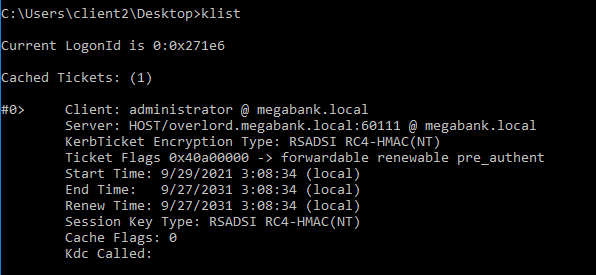 C:\Users\client2\Desktop>klist
Current LogonId is 0:0x271e6
Cached Tickets: (1)
#0> Client: administrator @ megabank.local
Server: HOST/overlord.megabank.local:60111 @ megabank.local
KerbTicket Encryption Type: RSADSI RC4-HMAC(NT)
Ticket Flags 0x40a00000 -> forwardable renewable pre_authent
Start Time: 9/29/2021 3:08:34 (local)
End Time: 9/27/2031 3:08:34 (local)
Renew Time: 9/27/2031 3:08:34 (local)
Session Key Type: RSADSI RC4-HMAC(NT)
Cache Flags: 0
Kdc Called: